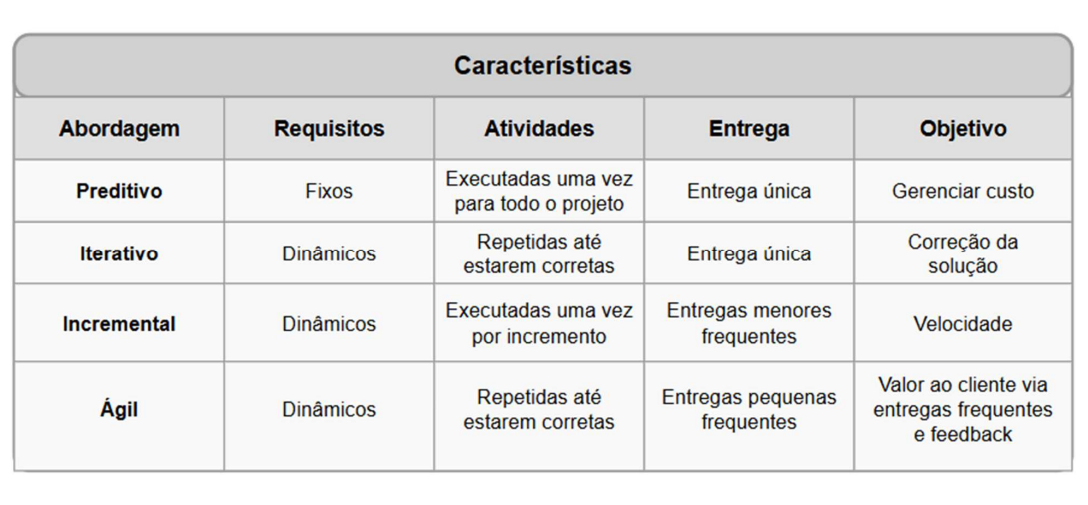 Características
Abordagem Requisitos Atividades Entrega Objetivo
Preditivo Fixos Executadas uma vez para todo o projeto Entrega única Gerenciar custo
Iterativo Dinâmicos Repetidas até estarem corretas Entrega única Correção da solução
Incremental Dinâmicos Executadas uma vez por incremento Entregas menores frequentes Velocidade
Ágil Dinâmicos Repetidas até estarem corretas Entregas pequenas frequentes Valor ao cliente via entregas frequentes e feedback